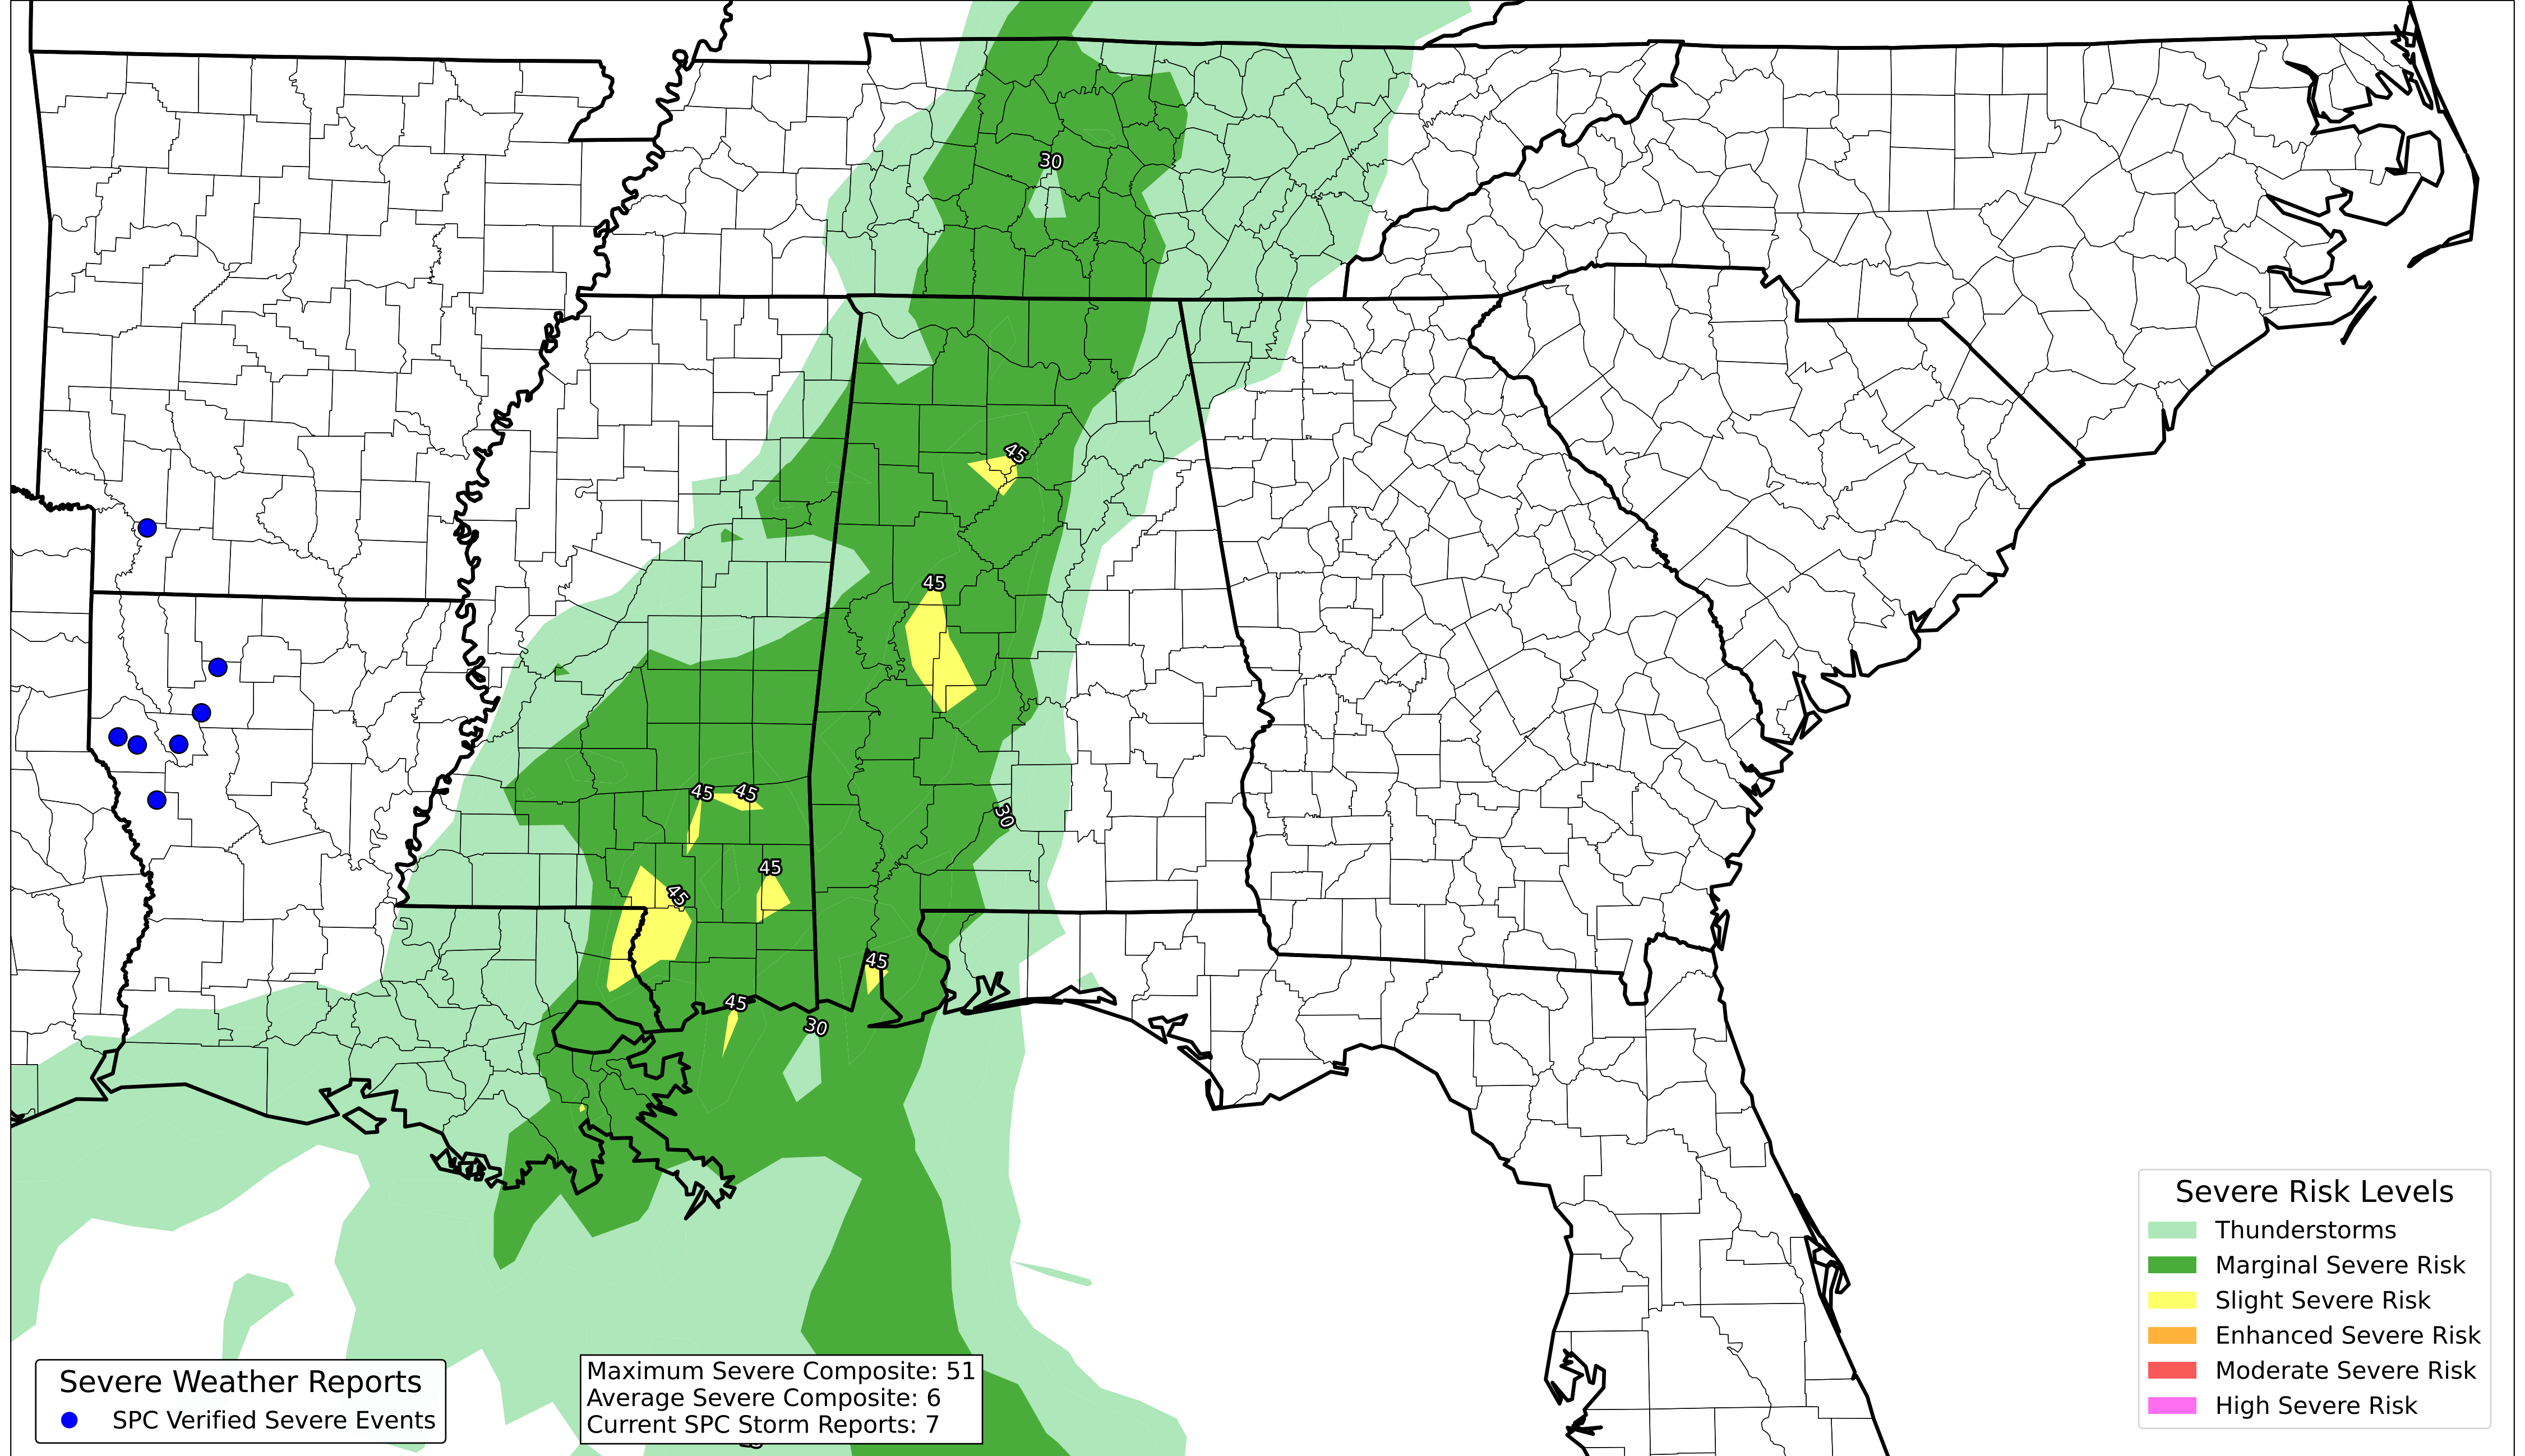 30
45
45
45
45
30
45
45
45
45
30
Severe Risk Levels
Thunderstorms
Marginal Severe Risk
Slight Severe Risk
Enhanced Severe Risk
Moderate Severe Risk
High Severe Risk
Maximum Severe Composite: 51
Average Severe Composite: 6
Current SPC Storm Reports: 7
Severe Weather Reports
SPC Verified Severe Events